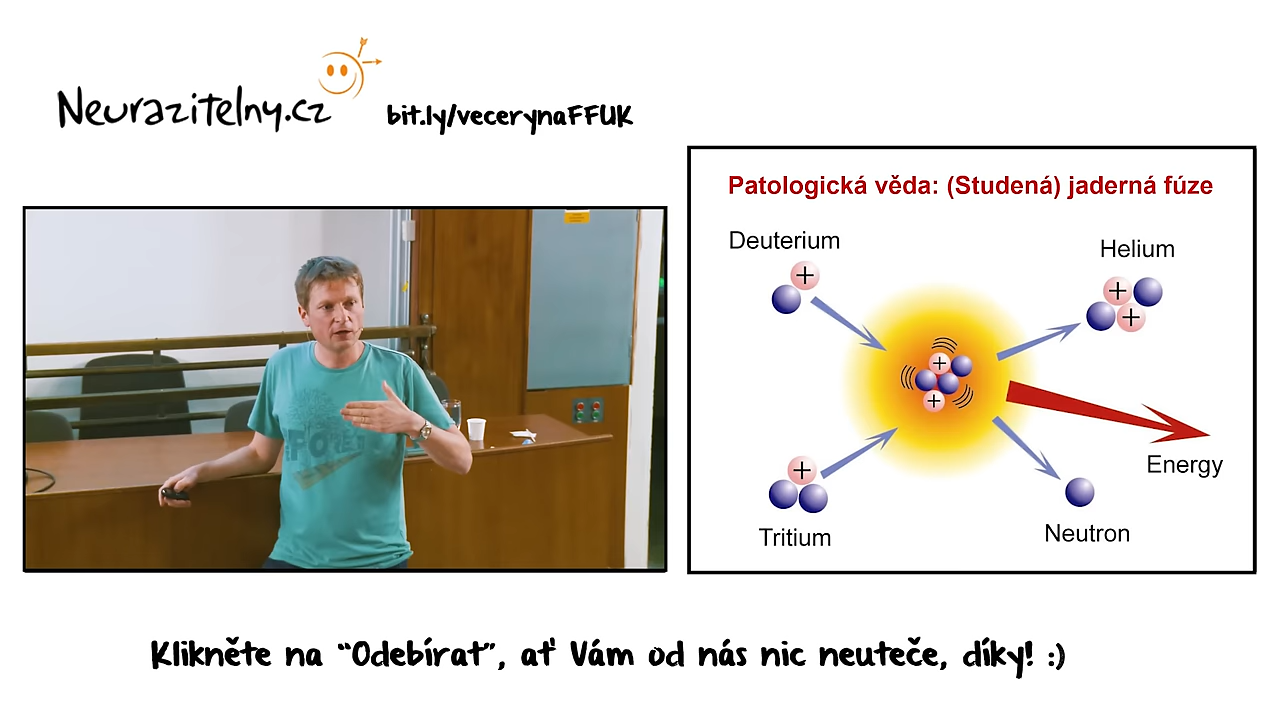 Neurazitelny.cz
bit.ly/vecerynaFFUK
Patologická věda: (Studená) jaderná fúze
Deuterium
Helium
+
+
+
+
+
+
Energy
Tritium
Neutron
Klikněte na “Odebírat”, ať Vám od nás nic neuteče, díky! :)